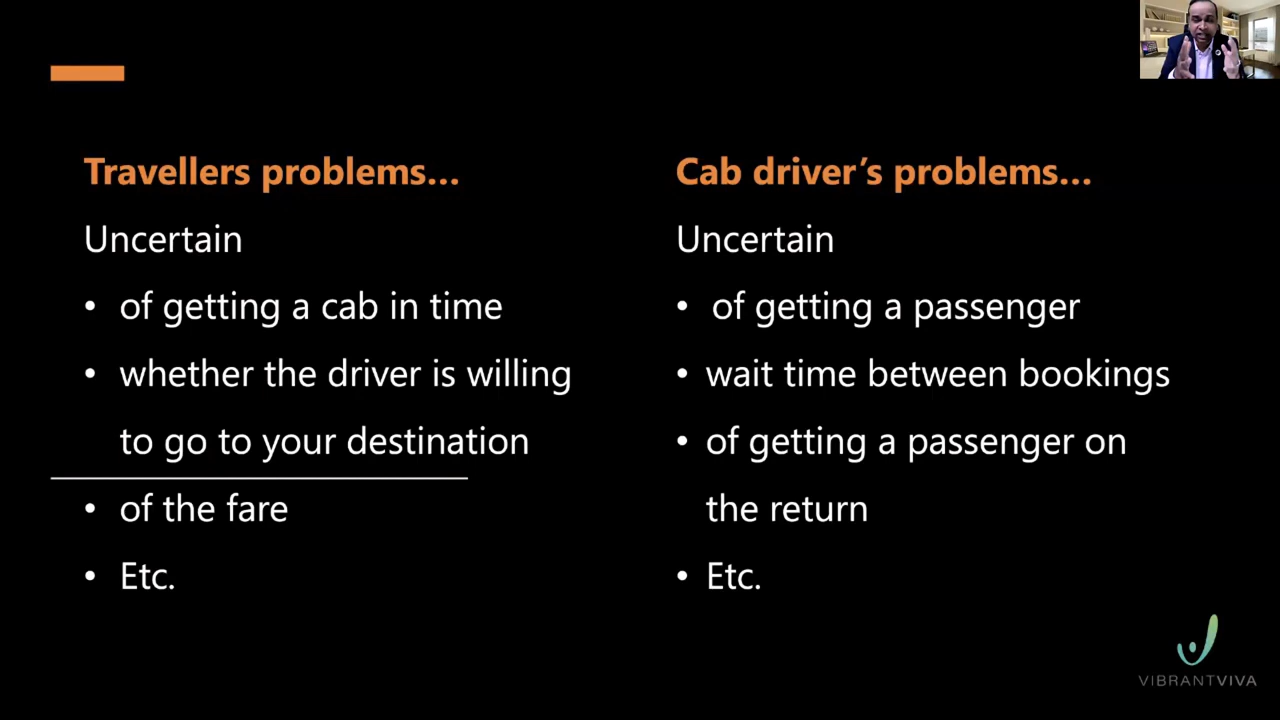 Travellers problems...
Uncertain
• of getting a cab in time
• whether the driver is willing
to go to your destination
• of the fare
• Etc.
Cab driver’s problems...
Uncertain
• of getting a passenger
• wait time between bookings
• of getting a passenger on
the return
• Etc.
VIBRANTVIVA